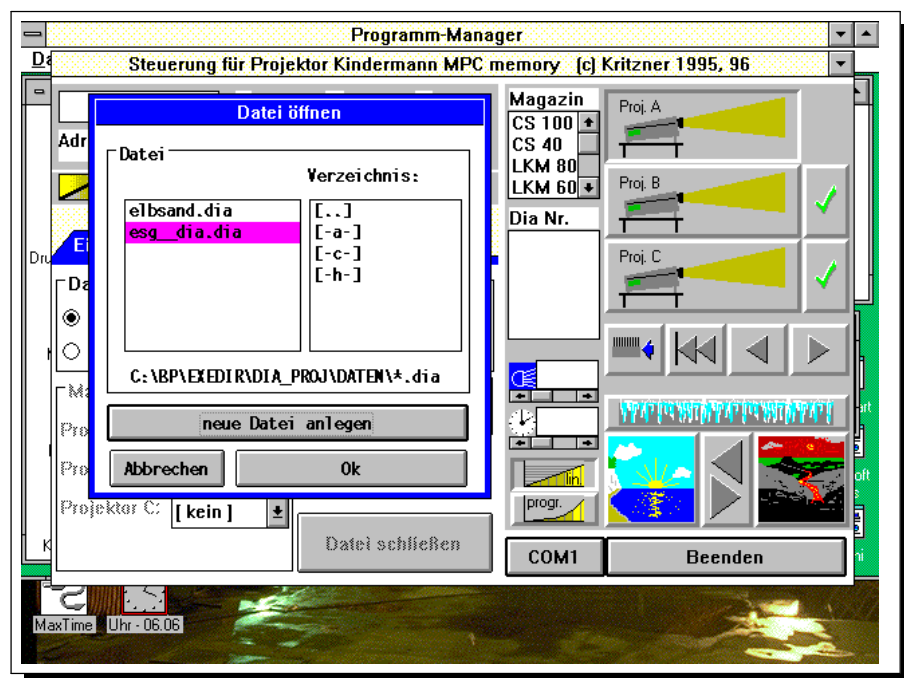 Programm-Manager
Steuerung für Projektor Kindermann MPC memory (c) Kritzner 1995, 96
Datei öffnen
Datei
Verzeichnis:
elbsand.dia
esg__dia.dia
[..]
[-a-]
[-c-]
[-h-]
C:\BP\EXEDIR\DIA_PROJ\DATEN\*.dia
neue Datei anlegen
Abbrechen
Ok
Projektor C:
[kein]
Datei schließen
Magazin
CS 100
CS 40
LKM 80
LKM 60
Dia Nr.
Proj. A
Proj. B
Proj. C
lin.
progr.
COM1
Beenden
MaxTime
Uhr - 06.06